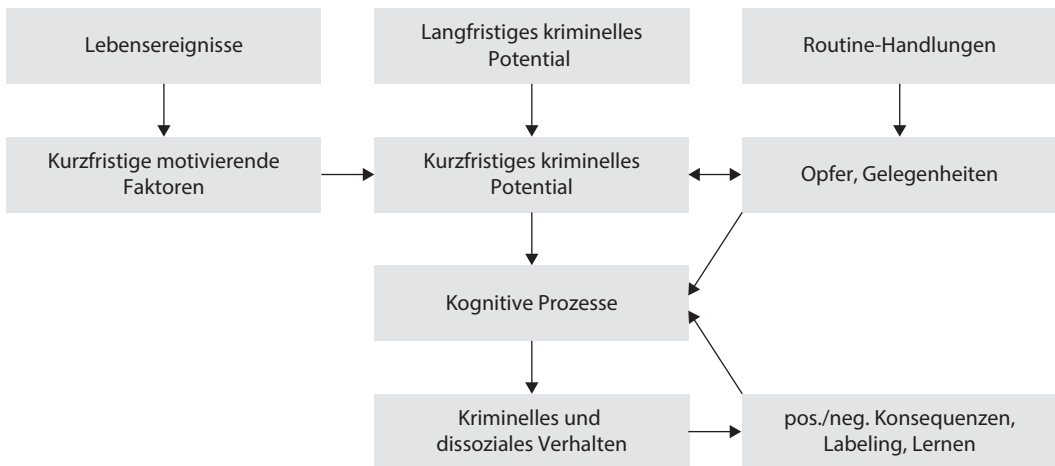 Lebensereignisse
Langfristiges kriminelles
Potential
Routine-Handlungen
Kurzfristige motivierende
Faktoren
Kurzfristiges kriminelles
Potential
Opfer, Gelegenheiten
Kognitive Prozesse
Kriminelles und
dissoziales Verhalten
pos./neg. Konsequenzen,
Labeling, Lernen